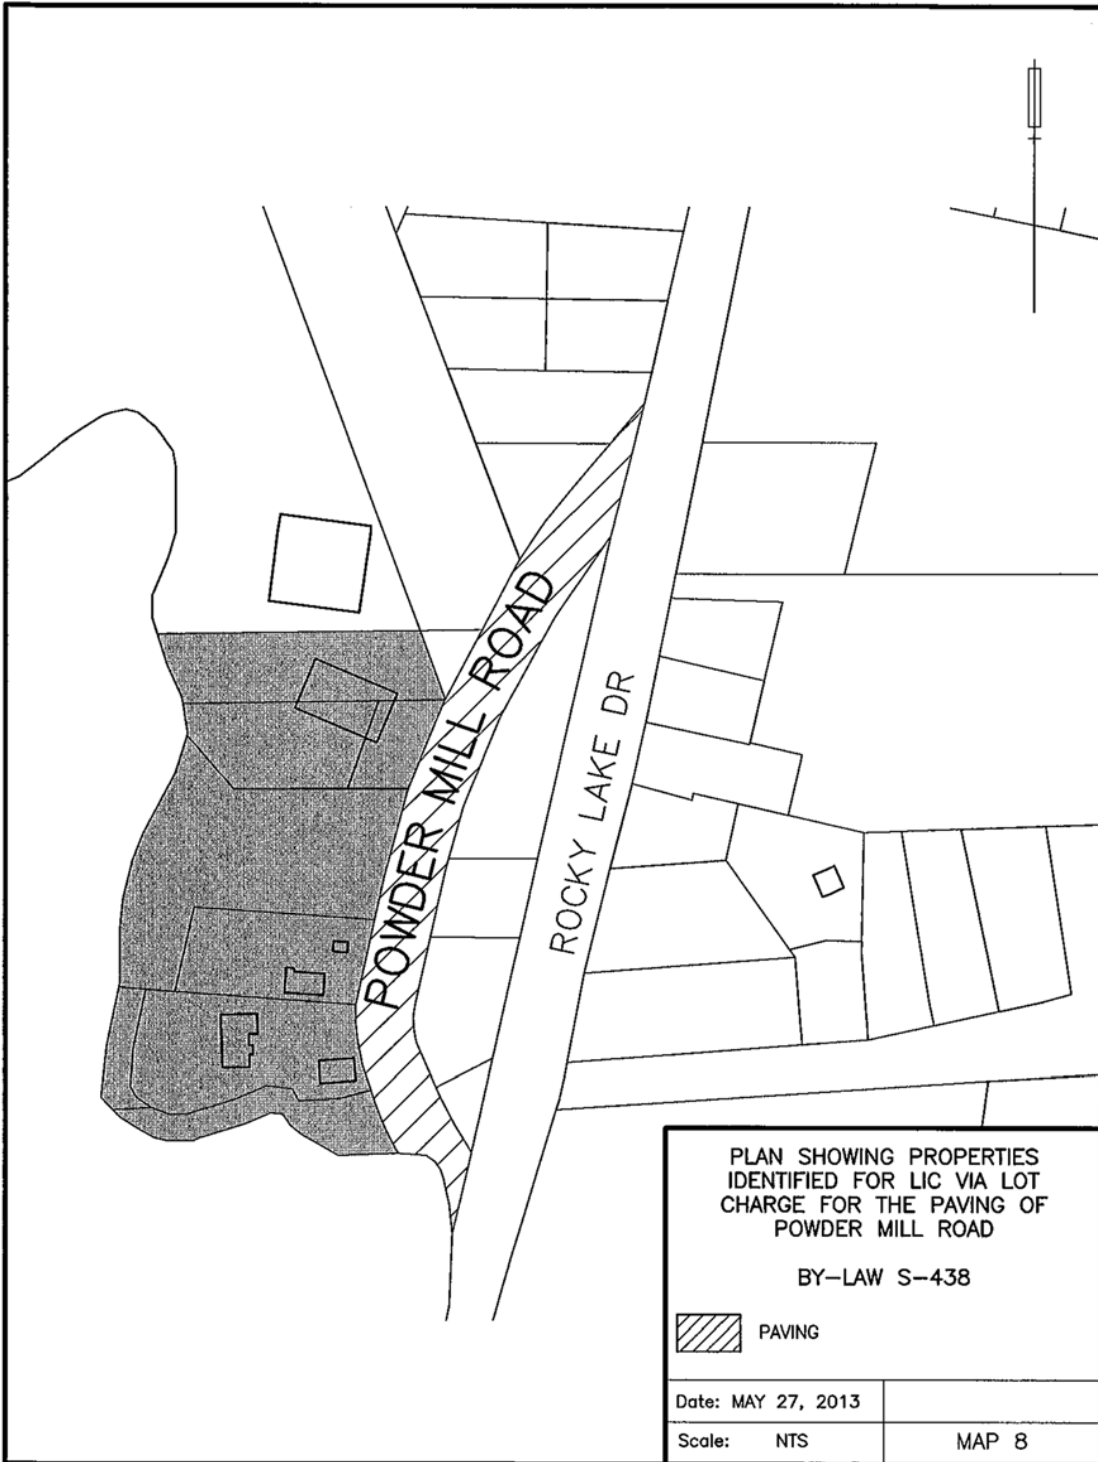 POWDER MILL ROAD
ROCKY LAKE DR
PLAN SHOWING PROPERTIES
IDENTIFIED FOR LIC VIA LOT
CHARGE FOR THE PAVING OF
POWDER MILL ROAD
BY-LAW S-438
PAVING
Date: MAY 27, 2013
Scale: NTS
MAP 8